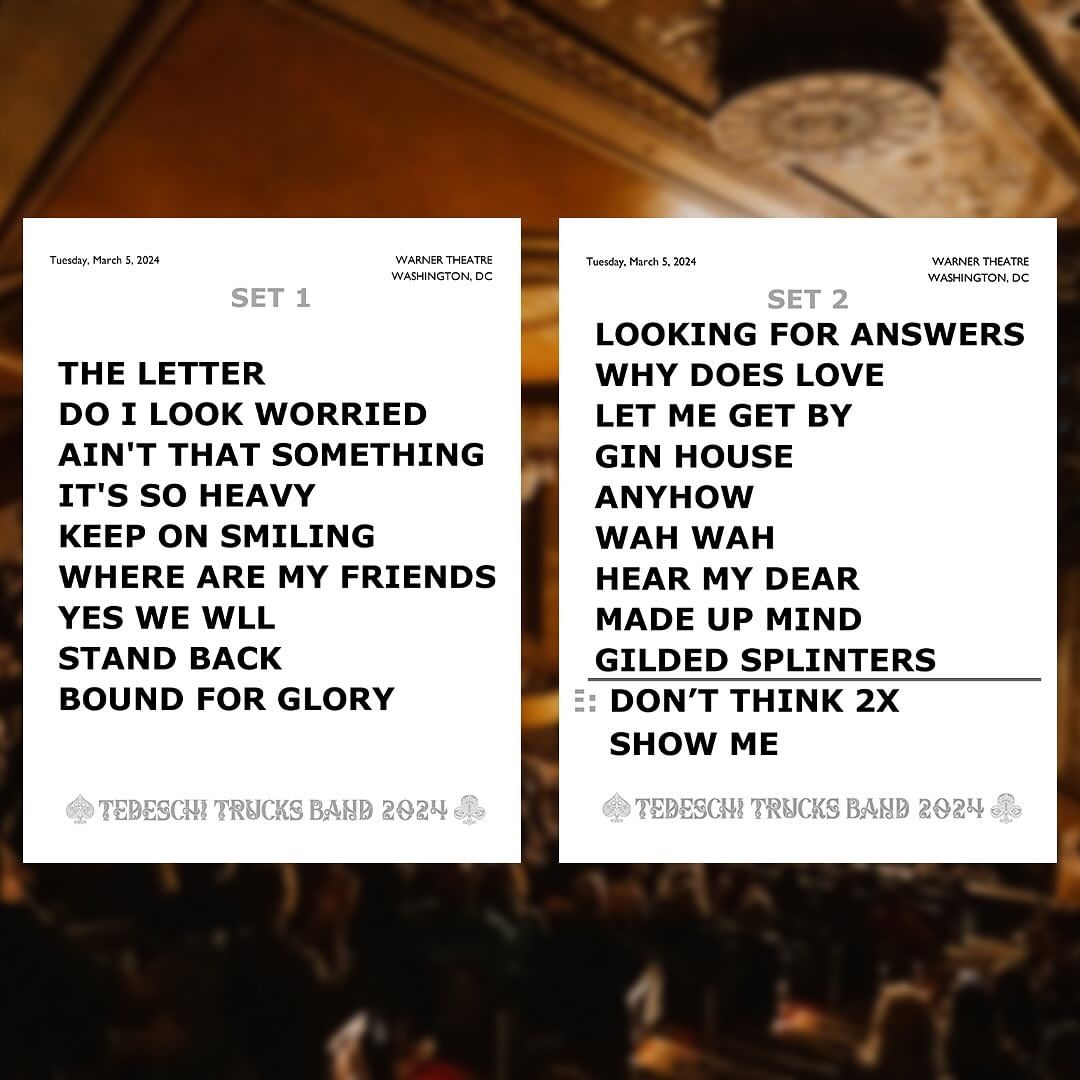 Tuesday, March 5, 2024
WARNER THEATRE
WASHINGTON, DC
SET 1
THE LETTER
DO I LOOK WORRIED
AIN'T THAT SOMETHING
IT'S SO HEAVY
KEEP ON SMILING
WHERE ARE MY FRIENDS
YES WE WLL
STAND BACK
BOUND FOR GLORY
TEDESCHI TRUCKS BAND 2024
Tuesday, March 5, 2024
WARNER THEATRE
WASHINGTON, DC
SET 2
LOOKING FOR ANSWERS
WHY DOES LOVE
LET ME GET BY
GIN HOUSE
ANYHOW
WAH WAH
HEAR MY DEAR
MADE UP MIND
GILDED SPLINTERS
E: DON’T THINK 2X
SHOW ME
TEDESCHI TRUCKS BAND 2024